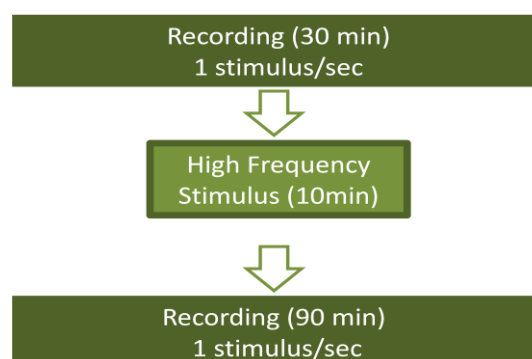 Recording (30 min)
1 stimulus/sec
High Frequency
Stimulus (10min)
Recording (90 min)
1 stimulus/sec